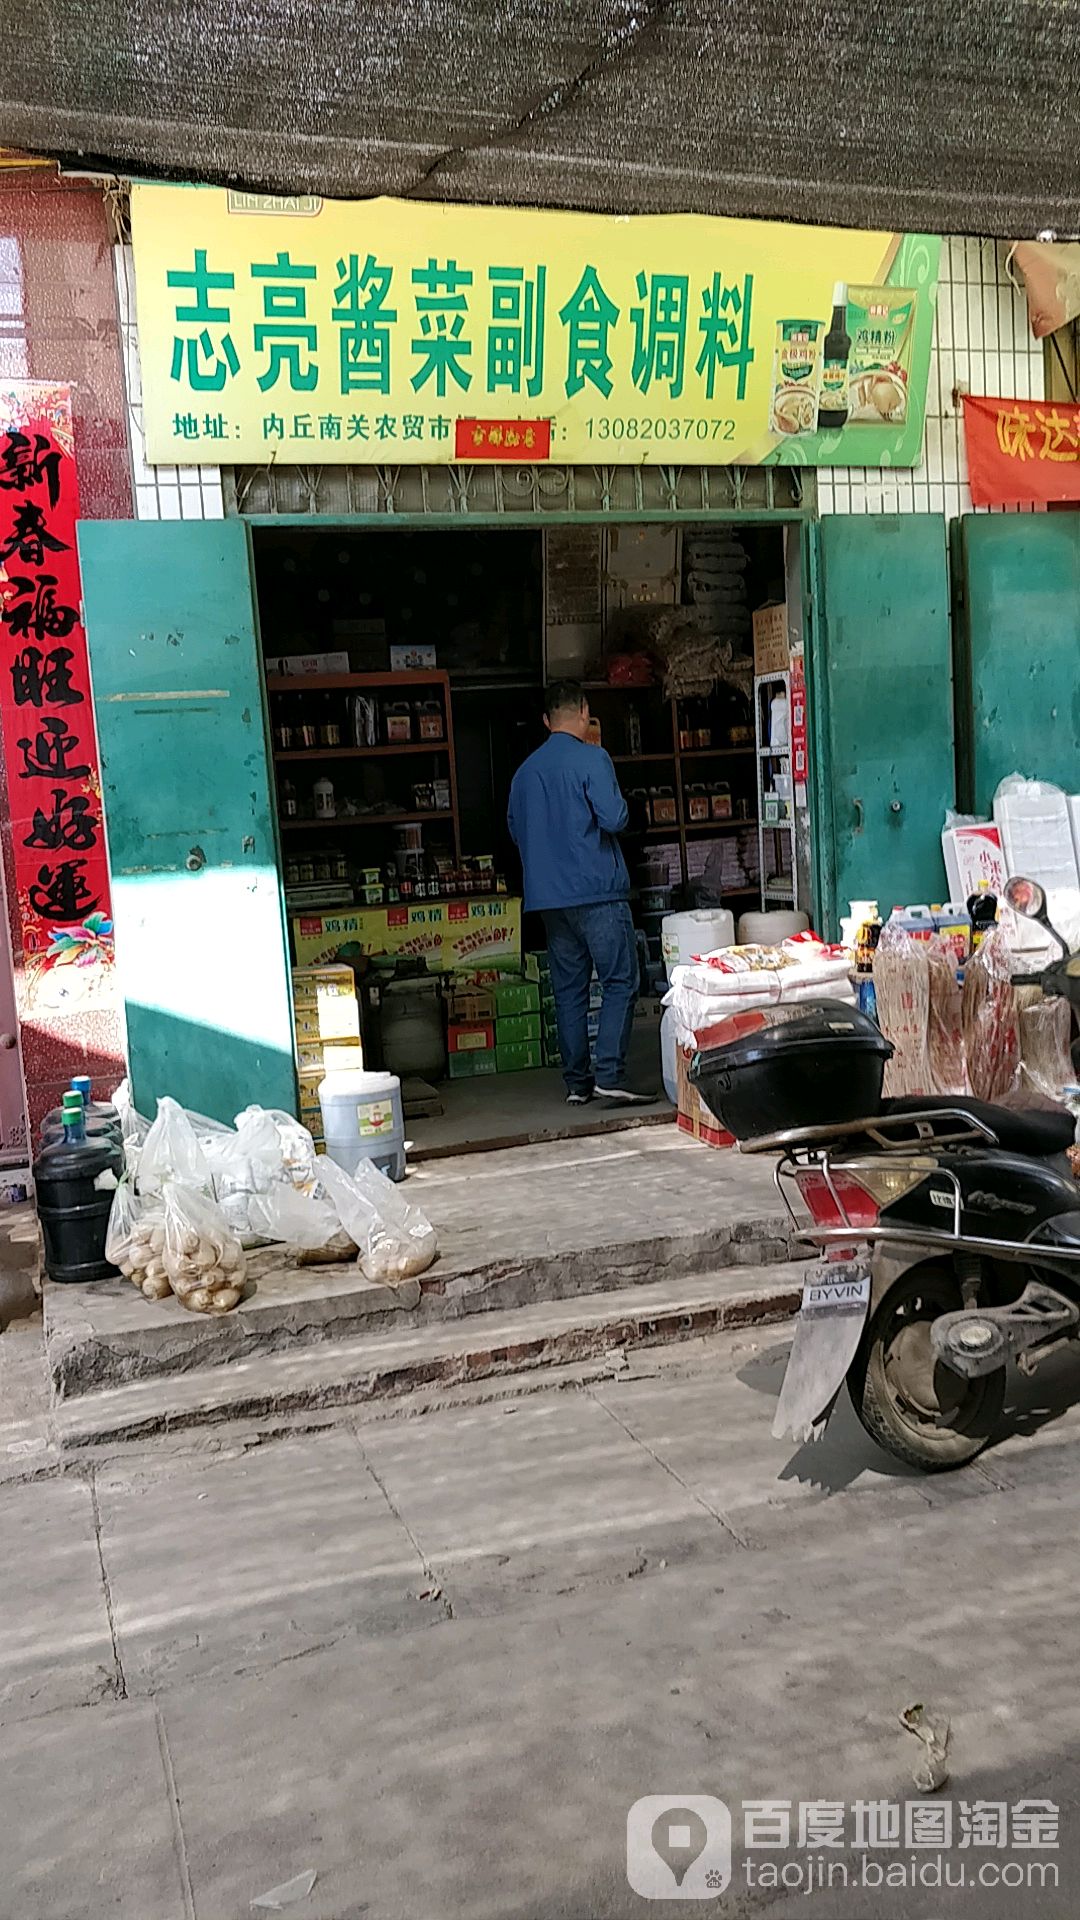 LIN ZHAI JI
志亮酱菜副食调料
地址：内丘南关农贸市
话：13082037072
鸡精粉
味达
新春福旺迎好運
鸡精
鸡精
BYVIN
百度地图淘金
taojin.baidu.com